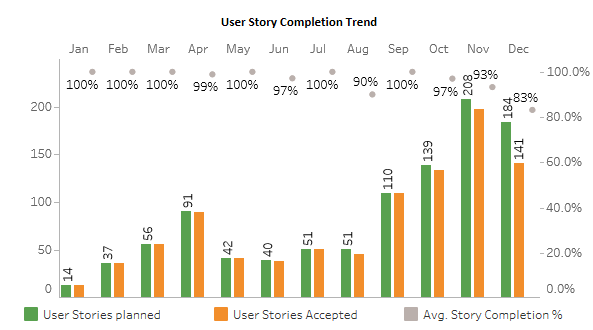 User Story Completion Trend
Jan Feb Mar Apr May Jun Jul Aug Sep Oct Nov Dec
100% 100% 100% 99% 100% 97% 100% 90% 100% 97% 93% 83%
200
150
100
50
0
14 37 56 91 42 40 51 51 110 139 208 184 141
100.0%
80.0%
60.0%
40.0%
20.0%
0.0%
User Stories planned User Stories Accepted Avg. Story Completion %